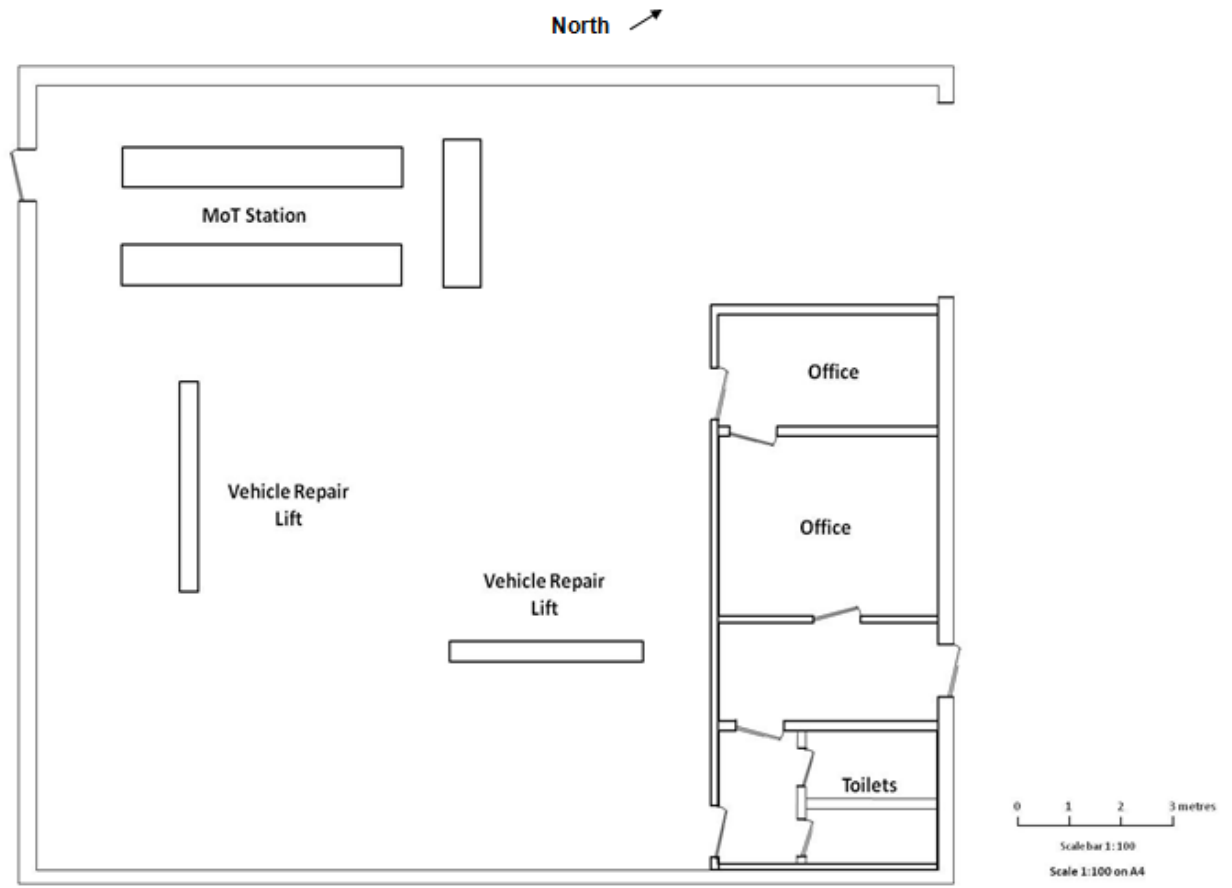 North
MoT Station
Office
Vehicle Repair
Lift
Office
Vehicle Repair
Lift
Toilets
0 1 2 3 metres
Scale bar 1:100
Scale 1:100 on A4